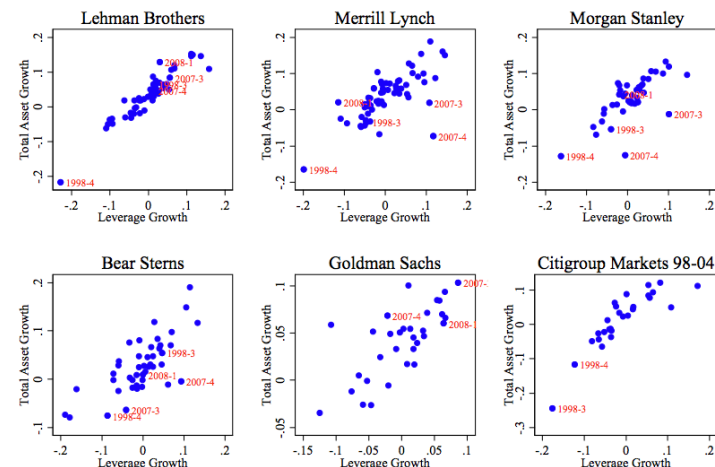 Lehman Brothers
Merrill Lynch
Morgan Stanley
Total Asset Growth
-.2 -.1 0 .1 .2
2008-1
2007-3
2007-4
1998-4
-.2 -.1 0 .1 .2
Leverage Growth
Total Asset Growth
-.2 -.1 0 .1 .2
2007-3
1998-3
2007-4
1998-4
-.2 -.1 0 .1 .2
Leverage Growth
Total Asset Growth
-.2 -.1 0 .1 .2
2007-3
1998-3
1998-4
2007-4
-.2 -.1 0 .1 .2
Leverage Growth
Bear Sterns
Goldman Sachs
Citigroup Markets 98-04
Total Asset Growth
-.1 0 .1 .2
1998-3
2008-1
2007-4
2007-3
1998-4
-.2 -.1 0 .1 .2
Leverage Growth
Total Asset Growth
-.05 0 .05 .1
2007-
2007-4
2008-1
-.15 -.1 -.05 0 .05 .1
Leverage Growth
Total Asset Growth
-.3 -.2 -.1 0 .1
1998-4
1998-3
-.2 -.1 0 .1 .2
Leverage Growth